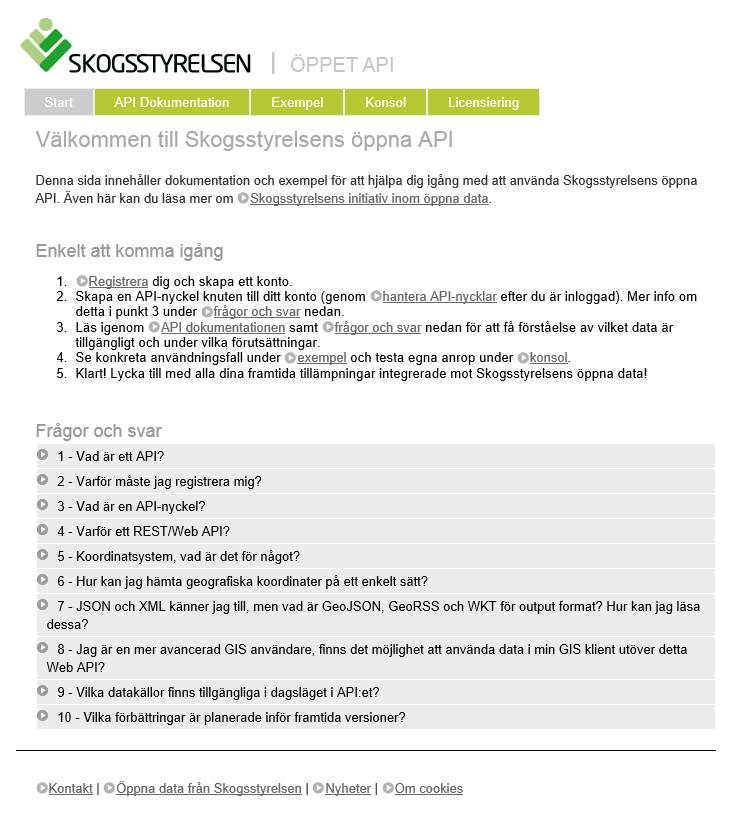 SKOGSSTYRELSEN | ÖPPET API
Start API Dokumentation Exempel Konsol Licensiering
Välkommen till Skogsstyrelsens öppna API
Denna sida innehåller dokumentation och exempel för att hjälpa dig igång med att använda Skogsstyrelsens öppna
API. Även här kan du läsa mer om Skogsstyrelsens initiativ inom öppna data.
Enkelt att komma igång
1. Registrera dig och skapa ett konto.
2. Skapa en API-nyckel knuten till ditt konto (genom hantera API-nycklar efter du är inloggad). Mer info om
detta i punkt 3 under frågor och svar nedan.
3. Läs igenom API dokumentationen samt frågor och svar nedan för att få förståelse av vilket data är
tillgängligt och under vilka förutsättningar.
4. Se konkreta användningsfall under exempel och testa egna anrop under konsol.
5. Klart! Lycka till med alla dina framtida tillämpningar integrerade mot Skogsstyrelsens öppna data!
Frågor och svar
1 - Vad är ett API?
2 - Varför måste jag registrera mig?
3 - Vad är en API-nyckel?
4 - Varför ett REST/Web API?
5 - Koordinatsystem, vad är det för något?
6 - Hur kan jag hämta geografiska koordinater på ett enkelt sätt?
7 - JSON och XML känner jag till, men vad är GeoJSON, GeoRSS och WKT för output format? Hur kan jag läsa
dessa?
8 - Jag är en mer avancerad GIS användare, finns det möjlighet att använda data i min GIS klient utöver detta
Web API?
9 - Vilka datakällor finns tillgängliga i dagsläget i API:et?
10 - Vilka förbättringar är planerade inför framtida versioner?
Kontakt | Öppna data från Skogsstyrelsen | Nyheter | Om cookies